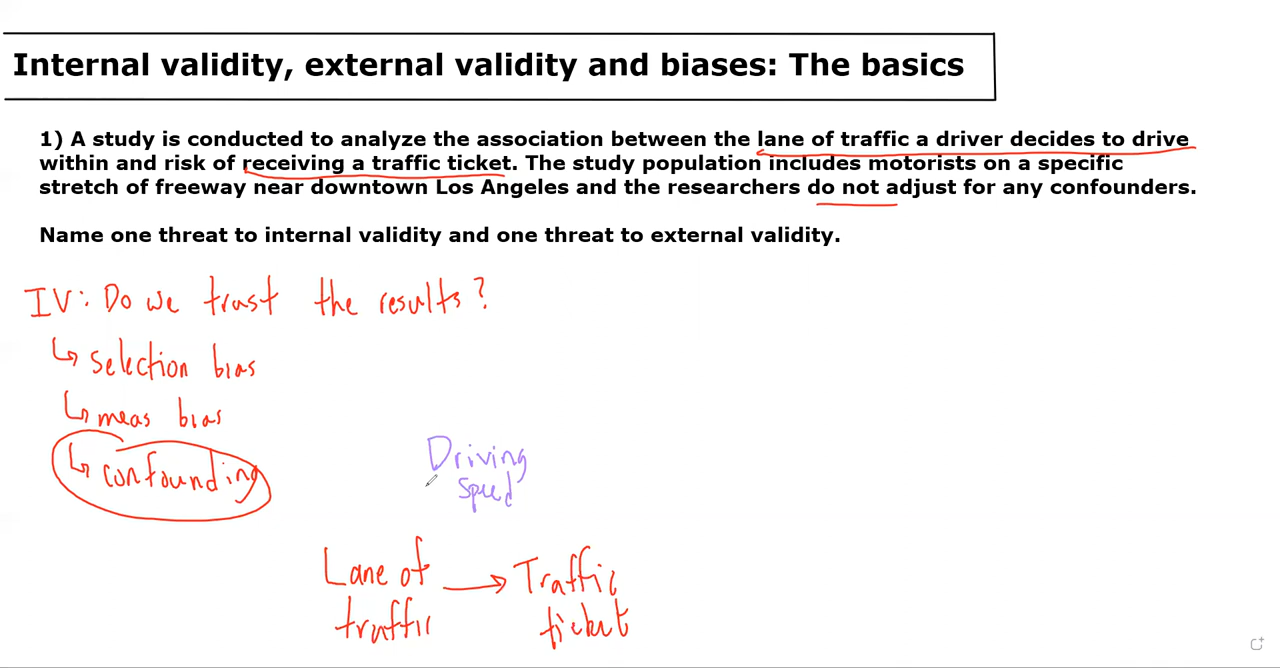 Internal validity, external validity and biases: The basics
1) A study is conducted to analyze the association between the lane of traffic a driver decides to drive
within and risk of receiving a traffic ticket. The study population includes motorists on a specific
stretch of freeway near downtown Los Angeles and the researchers do not adjust for any confounders.
Name one threat to internal validity and one threat to external validity.
IV: Do we trust the results?
↳ selection bias
↳ meas bias
↳ confounding
Driving
speed
Lane of → Traffic
traffic ticket